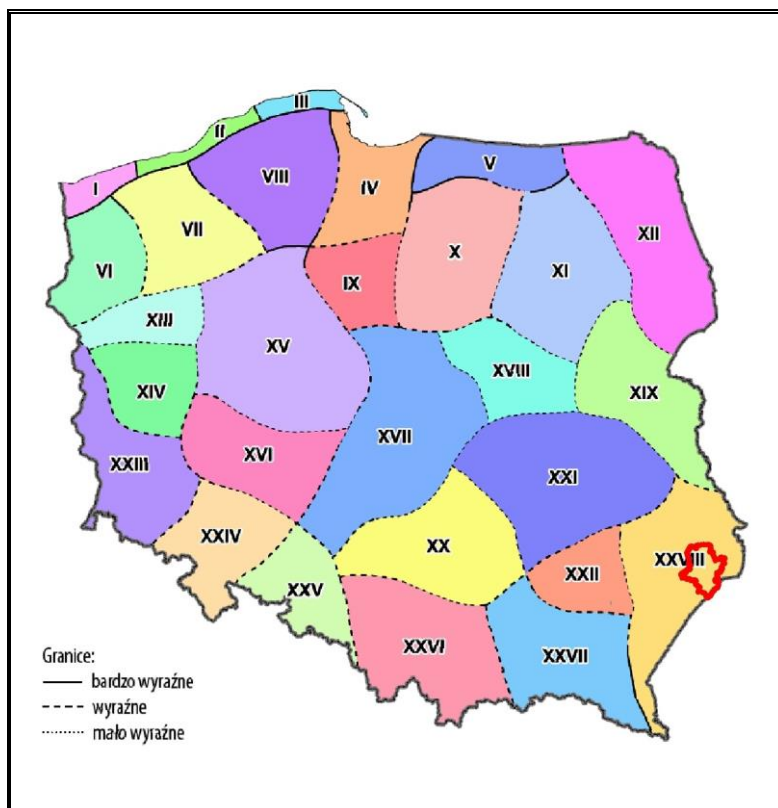 III
II
I
VIII
IV
V
VII
XII
VI
X
XI
IX
XIII
XV
XVIII
XIV
XIX
XVII
XVI
XXIII
XXI
XXIV
XX
XXVIII
XXII
XXV
XXVI
XXVII
Granice:
bardzo wyraźne
wyraźne
mało wyraźne